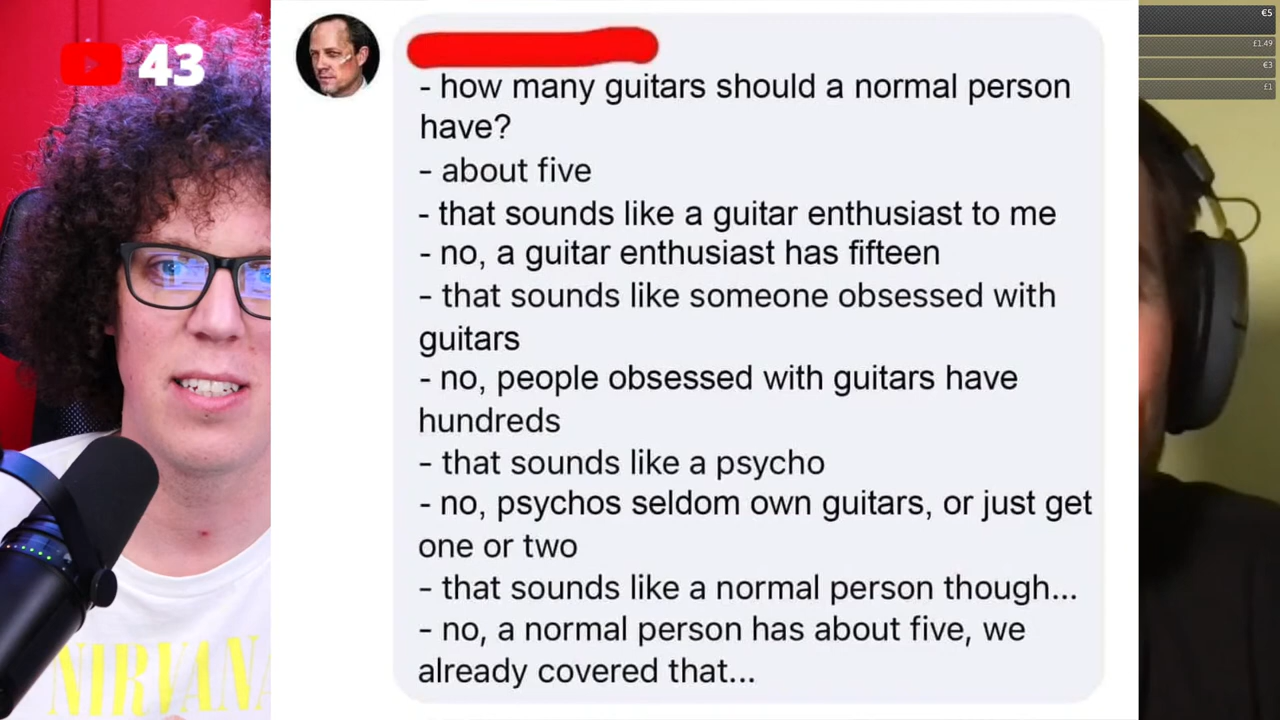 43
- how many guitars should a normal person
have?
- about five
- that sounds like a guitar enthusiast to me
- no, a guitar enthusiast has fifteen
- that sounds like someone obsessed with
guitars
- no, people obsessed with guitars have
hundreds
- that sounds like a psycho
- no, psychos seldom own guitars, or just get
one or two
- that sounds like a normal person though...
- no, a normal person has about five, we
already covered that...
NIRVANA
€5
£1.49
€3
£1